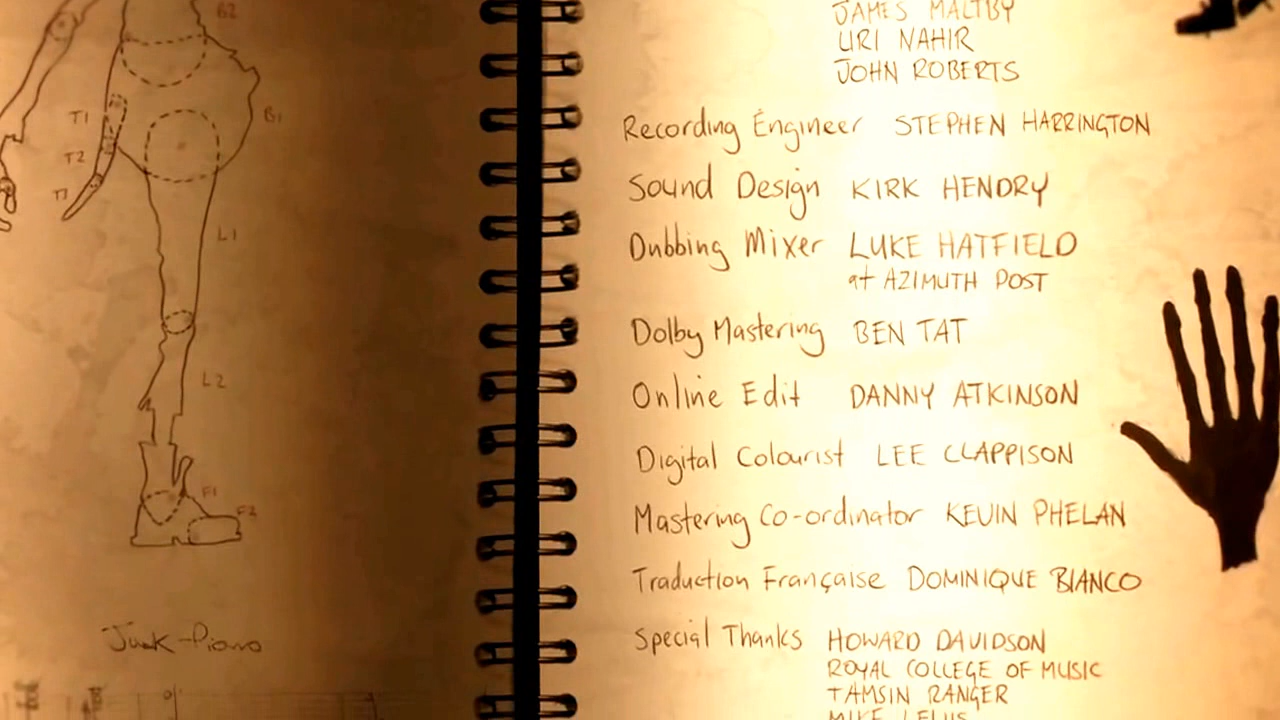 B2
T1
B1
T2
L1
L2
F1
F2
JAMES MALTBY
URI NAHIR
JOHN ROBERTS
Recording Engineer STEPHEN HARRINGTON
Sound Design KIRK HENDRY
Dubbing Mixer LUKE HATFIELD
at AZIMUTH POST
Dolby Mastering BEN TAT
Online Edit DANNY ATKINSON
Digital Colourist LEE CLAPPISON
Mastering Co-ordinator KEVIN PHELAN
Traduction Française DOMINIQUE BIANCO
Special Thanks HOWARD DAVIDSON
ROYAL COLLEGE OF MUSIC
TAMSIN RANGER